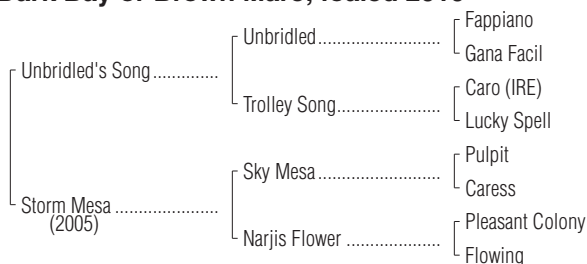 Dark Bay or Brown Mare; foaled 2010
Fappiano
Unbridled
Gana Facil
Unbridled's Song
Caro (IRE)
Trolley Song
Lucky Spell
Pulpit
Sky Mesa
Caress
Storm Mesa
(2005)
Pleasant Colony
Narjis Flower
Flowing